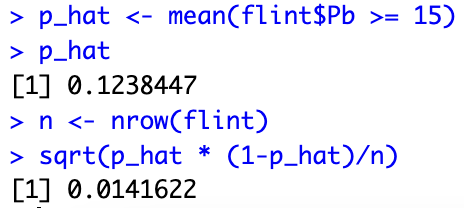 > p_hat <- mean(flint$Pb >= 15)
> p_hat
[1] 0.1238447
> n <- nrow(flint)
> sqrt(p_hat * (1-p_hat)/n)
[1] 0.0141622